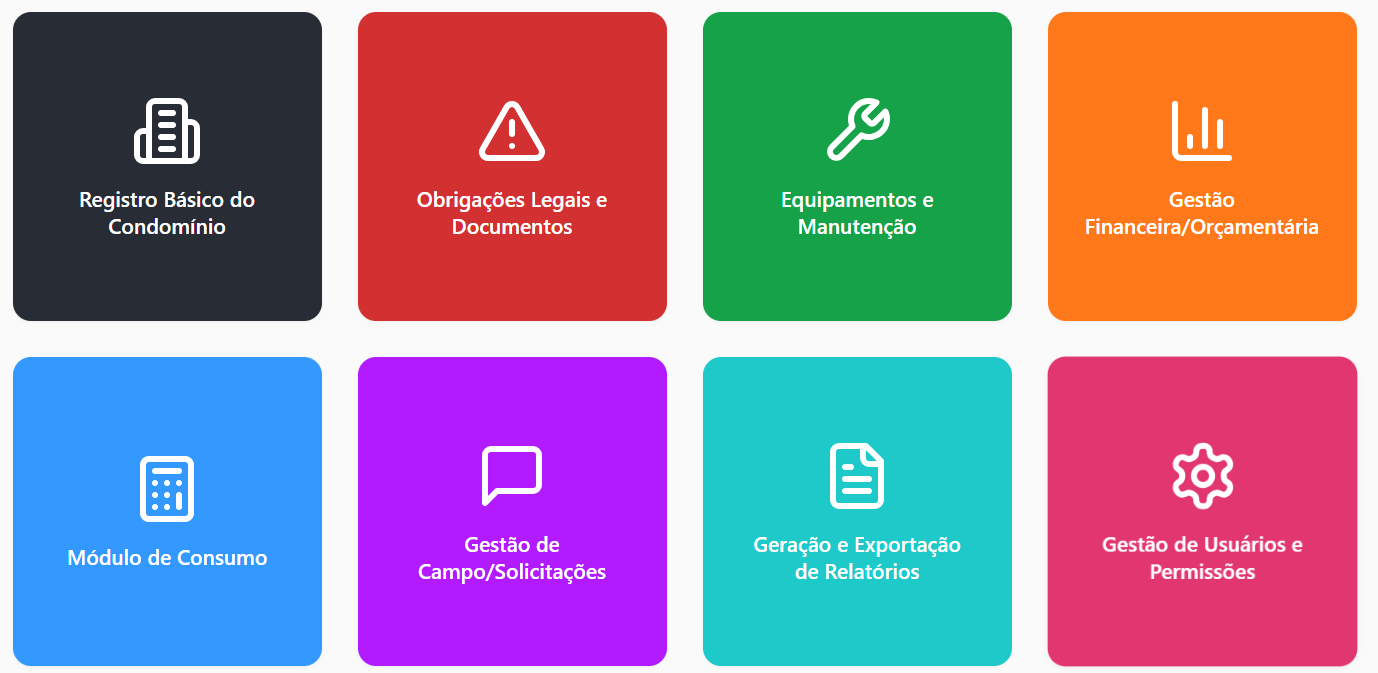 Registro Básico do
Condomínio
Obrigações Legais e
Documentos
Equipamentos e
Manutenção
Gestão
Financeira/Orçamentária
Módulo de Consumo
Gestão de
Campo/Solicitações
Geração e Exportação
de Relatórios
Gestão de Usuários e
Permissões